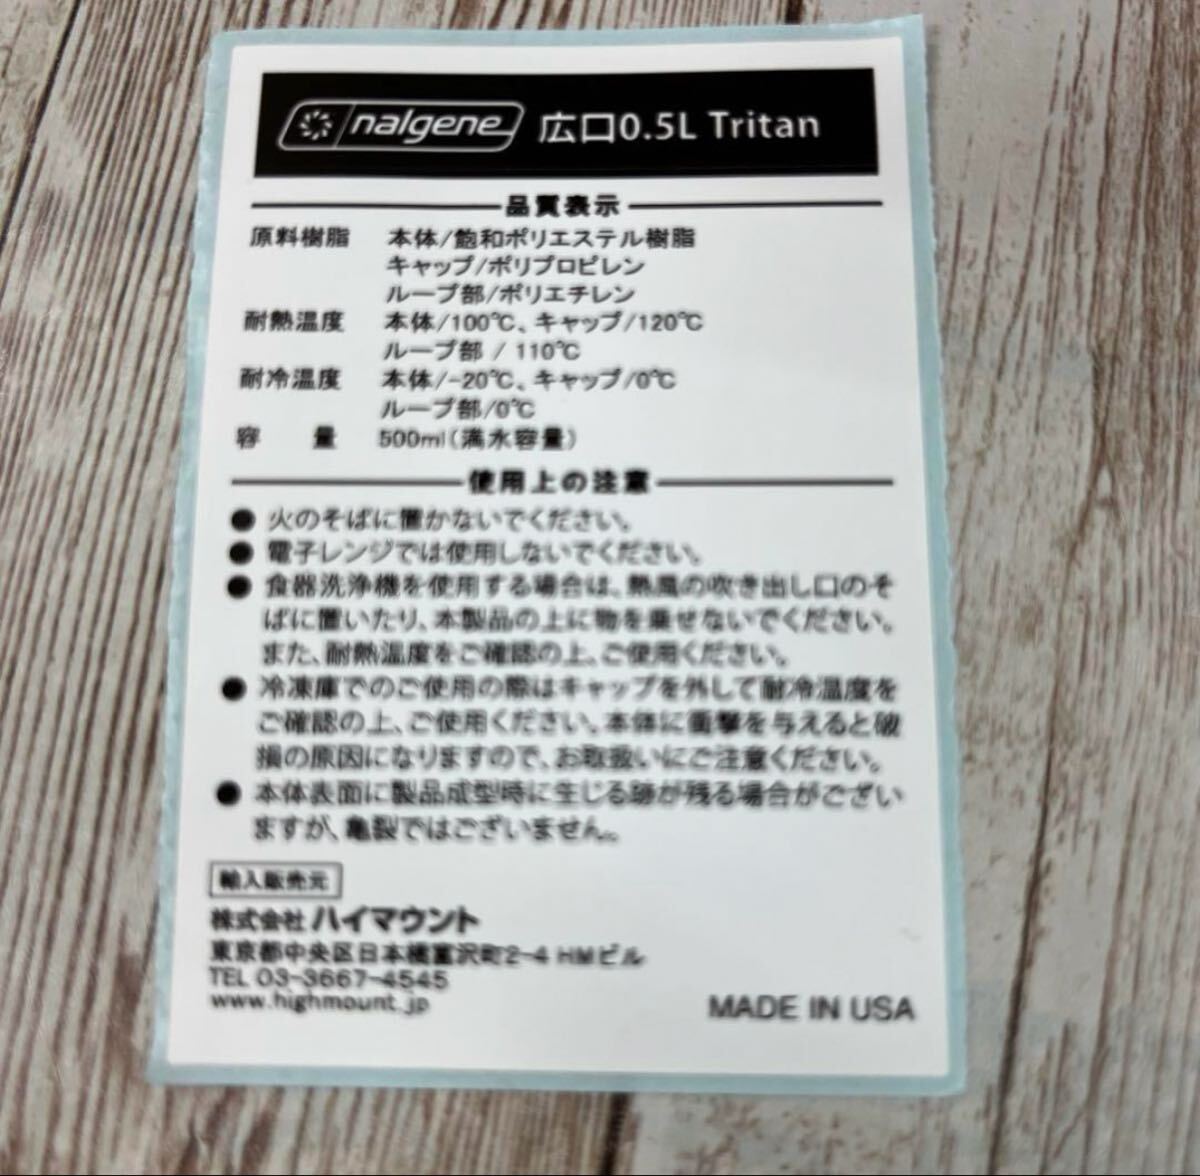 nalgene 広口0.5L Tritan
品質表示
原料樹脂 本体/飽和ポリエステル樹脂
キャップ/ポリプロピレン
ループ部/ポリエチレン
耐熱温度 本体/100℃、キャップ/120℃
ループ部 / 110℃
耐冷温度 本体/-20℃、キャップ/0℃
ループ部/0℃
容 量 500ml(満水容量)
使用上の注意
● 火のそばに置かないでください。
● 電子レンジでは使用しないでください。
● 食器洗浄機を使用する場合は、熱風の吹き出し口のそ
ばに置いたり、本製品の上に物を乗せないでください。
また、耐熱温度をご確認の上、ご使用ください。
● 冷凍庫でのご使用の際はキャップを外して耐冷温度を
ご確認の上、ご使用ください。本体に衝撃を与えると破
損の原因になりますので、お取扱いにご注意ください。
● 本体表面に製品成型時に生じる跡が残る場合がござい
ますが、亀裂ではございません。
輸入販売元
株式会社 ハイマウント
東京都中央区日本橋富沢町2-4 HMビル
TEL 03-3667-4545
www.highmount.jp
MADE IN USA